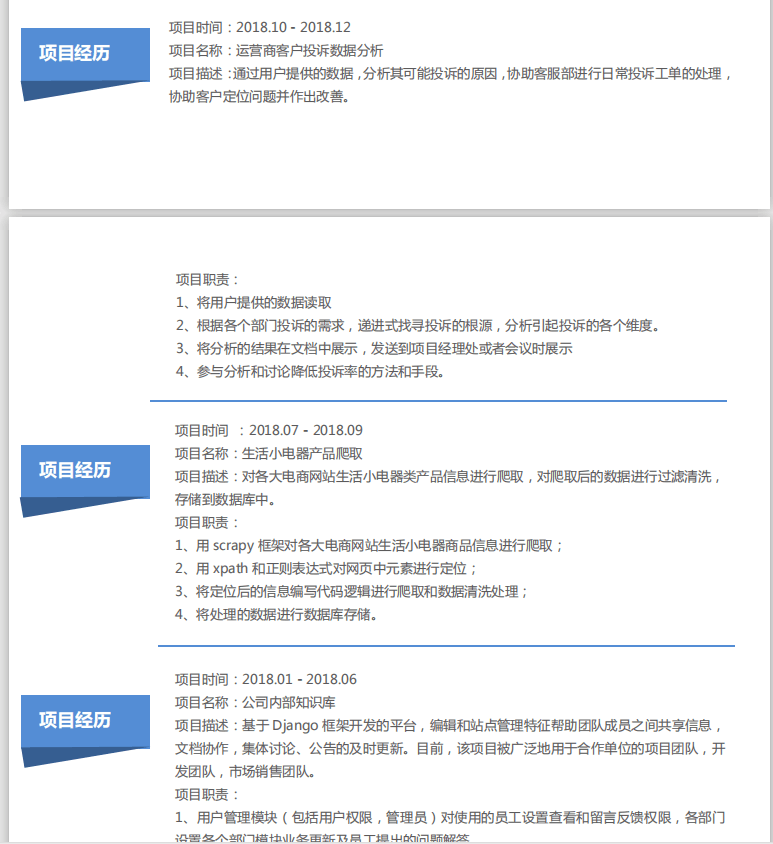 项目经历
项目时间：2018.10 - 2018.12
项目名称：运营商客户投诉数据分析
项目描述：通过用户提供的数据，分析其可能投诉的原因，协助客服部进行日常投诉工单的处理，
协助客户定位问题并作出改善。
项目职责：
1、将用户提供的数据读取
2、根据各个部门投诉的需求，递进式找寻投诉的根源，分析引起投诉的各个维度。
3、将分析的结果在文档中展示，发送到项目经理处或者会议时展示
4、参与分析和讨论降低投诉率的方法和手段。
项目经历
项目时间 ：2018.07 - 2018.09
项目名称：生活小电器产品爬取
项目描述：对各大电商网站生活小电器类产品信息进行爬取，对爬取后的数据进行过滤清洗，
存储到数据库中。
项目职责：
1、用 scrapy 框架对各大电商网站生活小电器商品信息进行爬取；
2、用 xpath 和正则表达式对网页中元素进行定位；
3、将定位后的信息编写代码逻辑进行爬取和数据清洗处理；
4、将处理的数据进行数据库存储。
项目经历
项目时间：2018.01 - 2018.06
项目名称：公司内部知识库
项目描述：基于 Django 框架开发的平台，编辑和站点管理特征帮助团队成员之间共享信息，
文档协作，集体讨论、公告的及时更新。目前，该项目被广泛地用于合作单位的项目团队，开
发团队，市场销售团队。
项目职责：
1、用户管理模块（包括用户权限，管理员）对使用的员工设置查看和留言反馈权限，各部门
设置各个部门模块业务更新及员工提出的问题解答